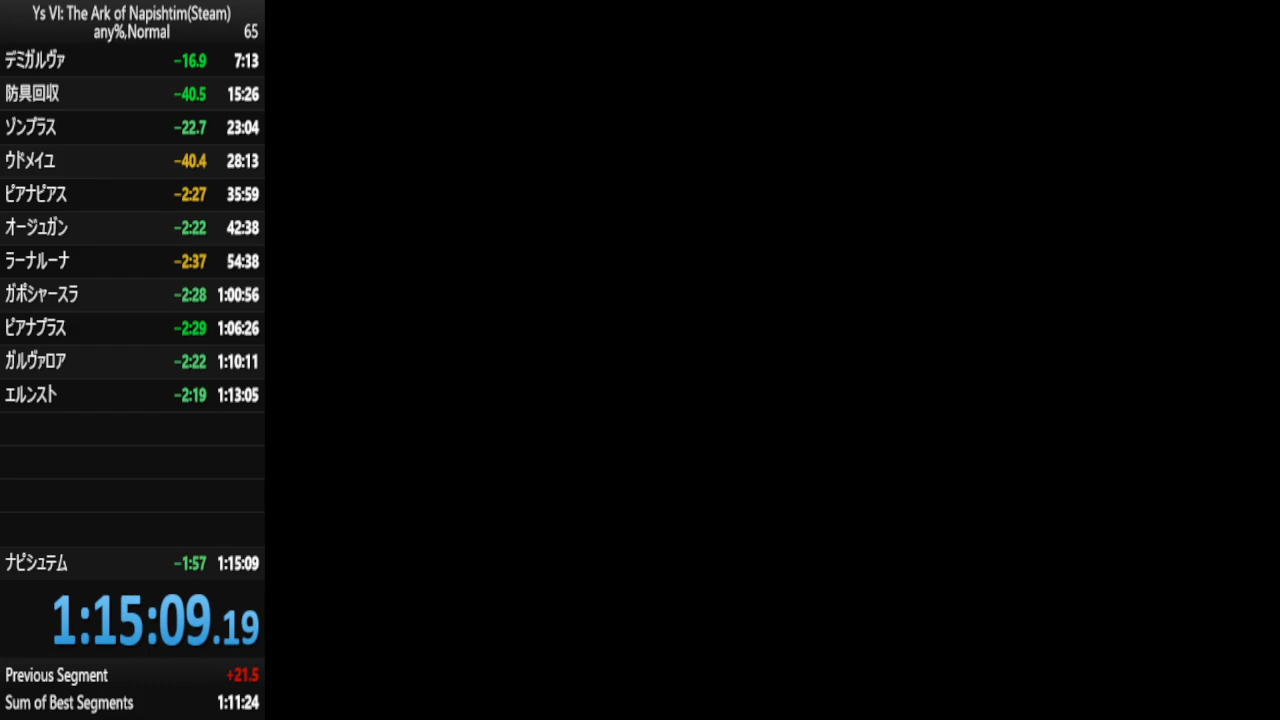 Ys VI: The Ark of Napishtim(Steam)
any%,Normal 65
デミガルヴァ -16.9 7:13
防具回収 -40.5 15:26
ゾンプラス -22.7 23:04
ウドメイユ -40.4 28:13
ピアナピアス -2:27 35:59
オージュガン -2:22 42:38
ラーナルーナ -2:37 54:38
ガポシャースラ -2:28 1:00:56
ピアナプラス -2:29 1:06:26
ガルヴァロア -2:22 1:10:11
エルンスト -2:19 1:13:05
ナピシュテム -1:57 1:15:09
1:15:09.19
Previous Segment +21.5
Sum of Best Segments 1:11:24